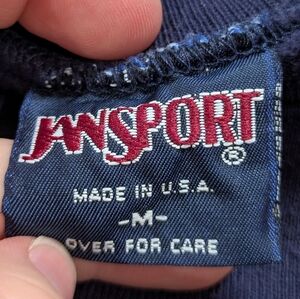 JANSPORT®
MADE IN U.S.A.
-M-
OVER FOR CARE